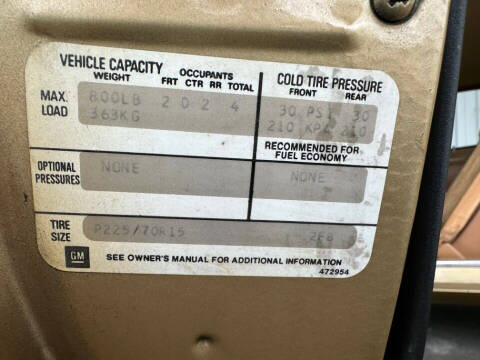 VEHICLE CAPACITY
WEIGHT OCCUPANTS
FRT CTR RR TOTAL
COLD TIRE PRESSURE
FRONT REAR
MAX. LOAD 800LB 2 0 2 4
363KG
30 PSI 30
210 KPA 210
RECOMMENDED FOR
FUEL ECONOMY
OPTIONAL
PRESSURES NONE NONE
TIRE
SIZE P225/70R15 2F8
GM SEE OWNER'S MANUAL FOR ADDITIONAL INFORMATION
472954